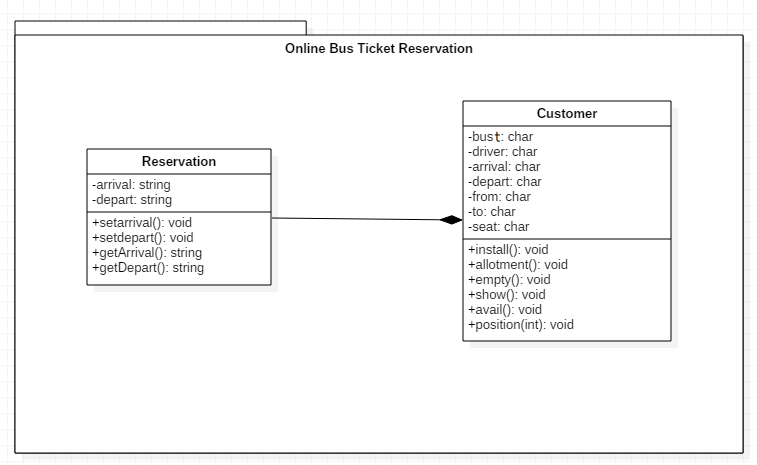 Online Bus Ticket Reservation
Reservation
-arrival: string
-depart: string
+setarrival(): void
+setdepart(): void
+getArrival(): string
+getDepart(): string
Customer
-bust: char
-driver: char
-arrival: char
-depart: char
-from: char
-to: char
-seat: char
+install(): void
+allotment(): void
+empty(): void
+show(): void
+avail(): void
+position(int): void